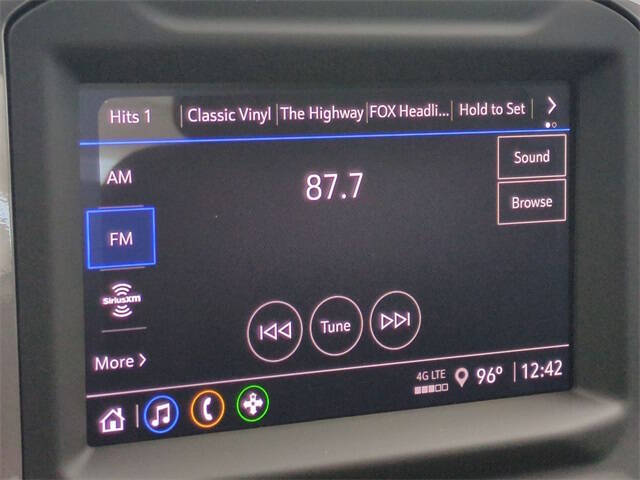 Hits 1 Classic Vinyl The Highway FOX Headli... Hold to Set
Sound
AM
87.7
Browse
FM
SiriusXM
Tune
More
4G LTE 96° 12:42